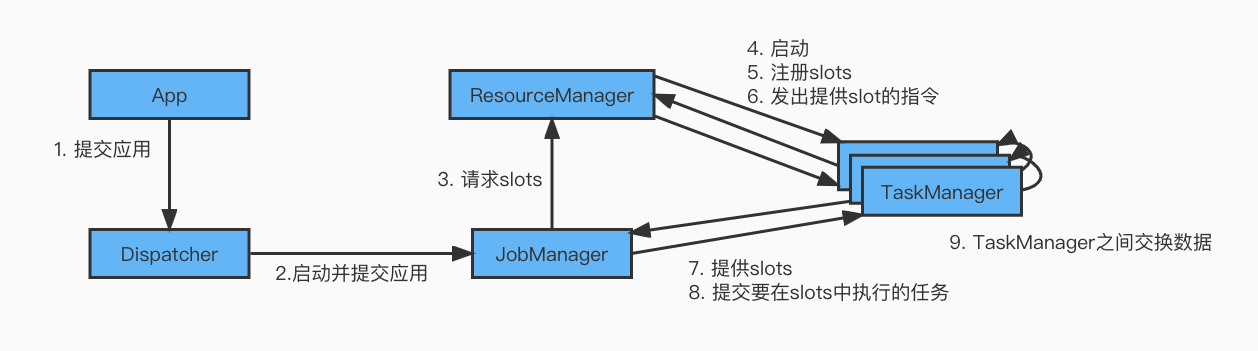 4. 启动
5. 注册slots
6. 发出提供slot的指令
App
ResourceManager
1. 提交应用
3. 请求slots
TaskManager
Dispatcher
2.启动并提交应用
JobManager
9. TaskManager之间交换数据
7. 提供slots
8. 提交要在slots中执行的任务